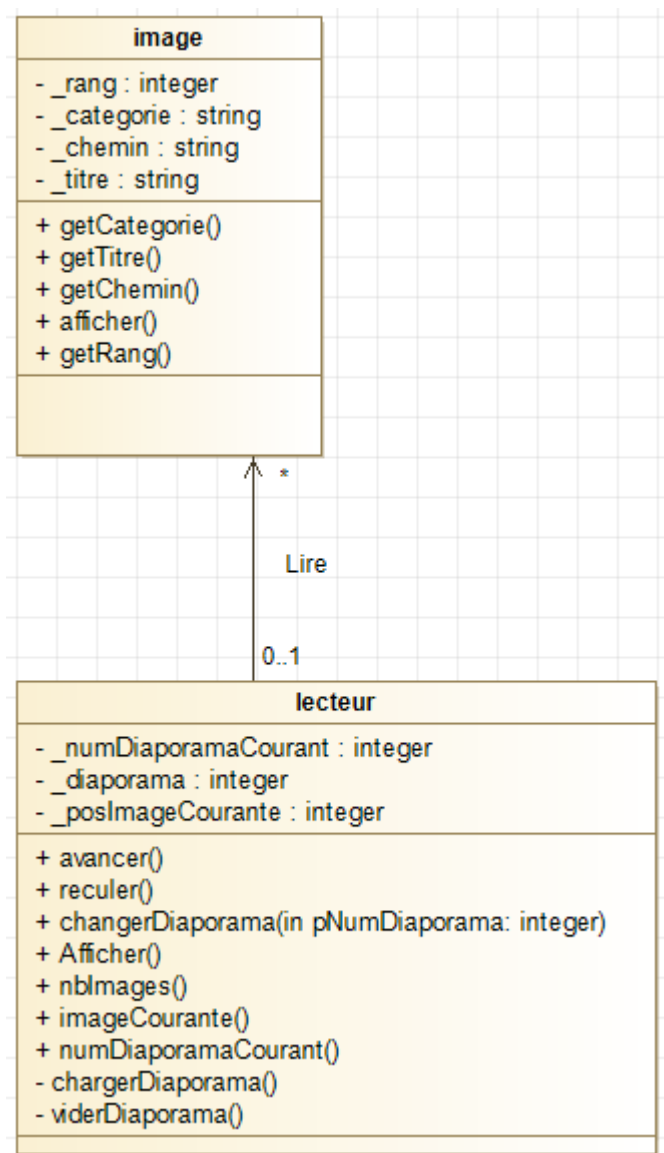 image
- _rang : integer
- _categorie : string
- _chemin : string
- _titre : string
+ getCategorie()
+ getTitre()
+ getChemin()
+ afficher()
+ getRang()
*
Lire
0..1
lecteur
- _numDiaporamaCourant : integer
- _diaporama : integer
- _posImageCourante : integer
+ avancer()
+ reculer()
+ changerDiaporama(in pNumDiaporama: integer)
+ Afficher()
+ nbImages()
+ imageCourante()
+ numDiaporamaCourant()
- chargerDiaporama()
- viderDiaporama()